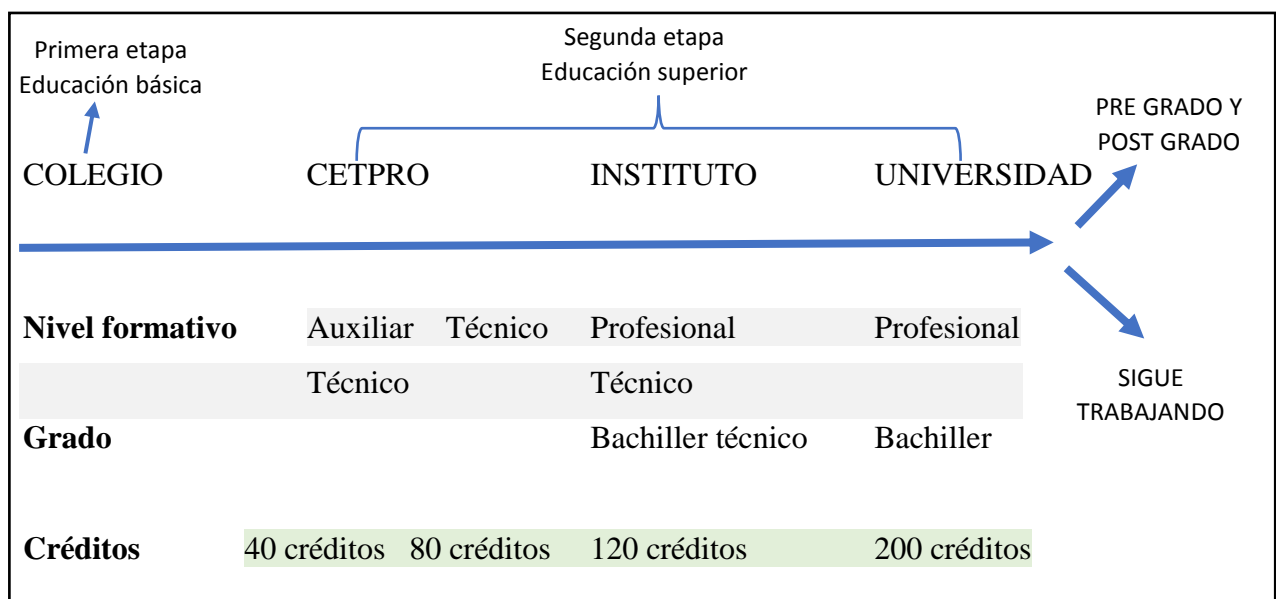 Primera etapa
Educación básica
Segunda etapa
Educación superior
PRE GRADO Y
POST GRADO
COLEGIO CETPRO INSTITUTO UNIVERSIDAD
Nivel formativo Auxiliar Técnico Profesional Profesional
Técnico Técnico
SIGUE
TRABAJANDO
Grado Bachiller técnico Bachiller
Créditos 40 créditos 80 créditos 120 créditos 200 créditos